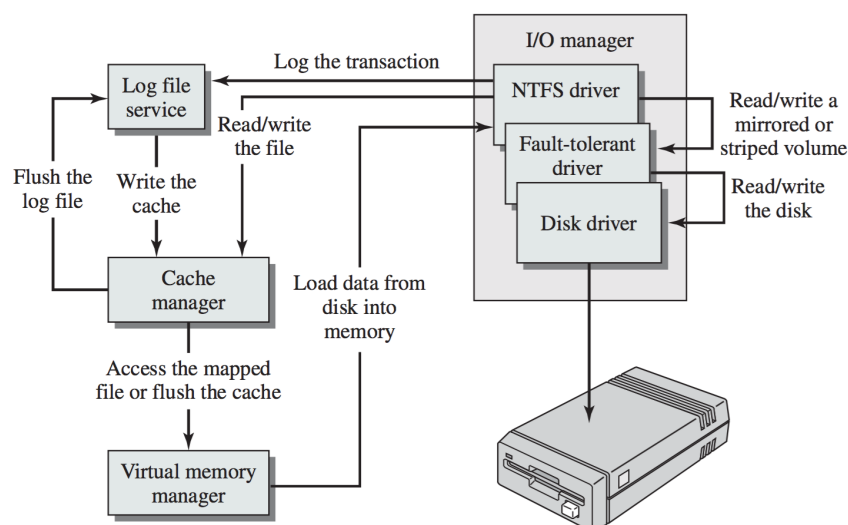 I/O manager
Log the transaction
Log file
service
NTFS driver
Read/write
the file
Read/write a
mirrored or
striped volume
Fault-tolerant
driver
Flush the
log file
Write the
cache
Read/write
the disk
Disk driver
Cache
manager
Load data from
disk into
memory
Access the mapped
file or flush the cache
Virtual memory
manager